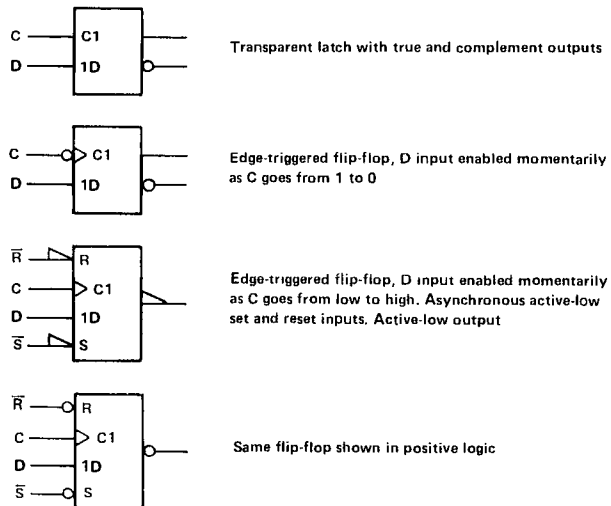 C C1
D 1D
Transparent latch with true and complement outputs
C C1
D 1D
Edge-triggered flip-flop, D input enabled momentarily
as C goes from 1 to 0
R̅ R
C C1
D 1D
S̅ S
Edge-triggered flip-flop, D input enabled momentarily
as C goes from low to high. Asynchronous active-low
set and reset inputs. Active-low output
R̅ R
C C1
D 1D
S̅ S
Same flip-flop shown in positive logic